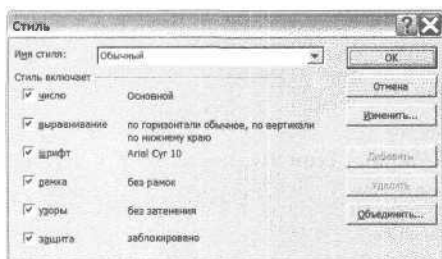 Стиль
Имя стиля: Обычный OK
Стиль включает Отмена
число Основной
Изменить...
выравнивание по горизонтали обычное, по вертикали
по нижнему краю
шрифт Arial Cyr 10 Добавить
рамка без рамок Удалить
узоры без затенения Объединить...
защита заблокировано